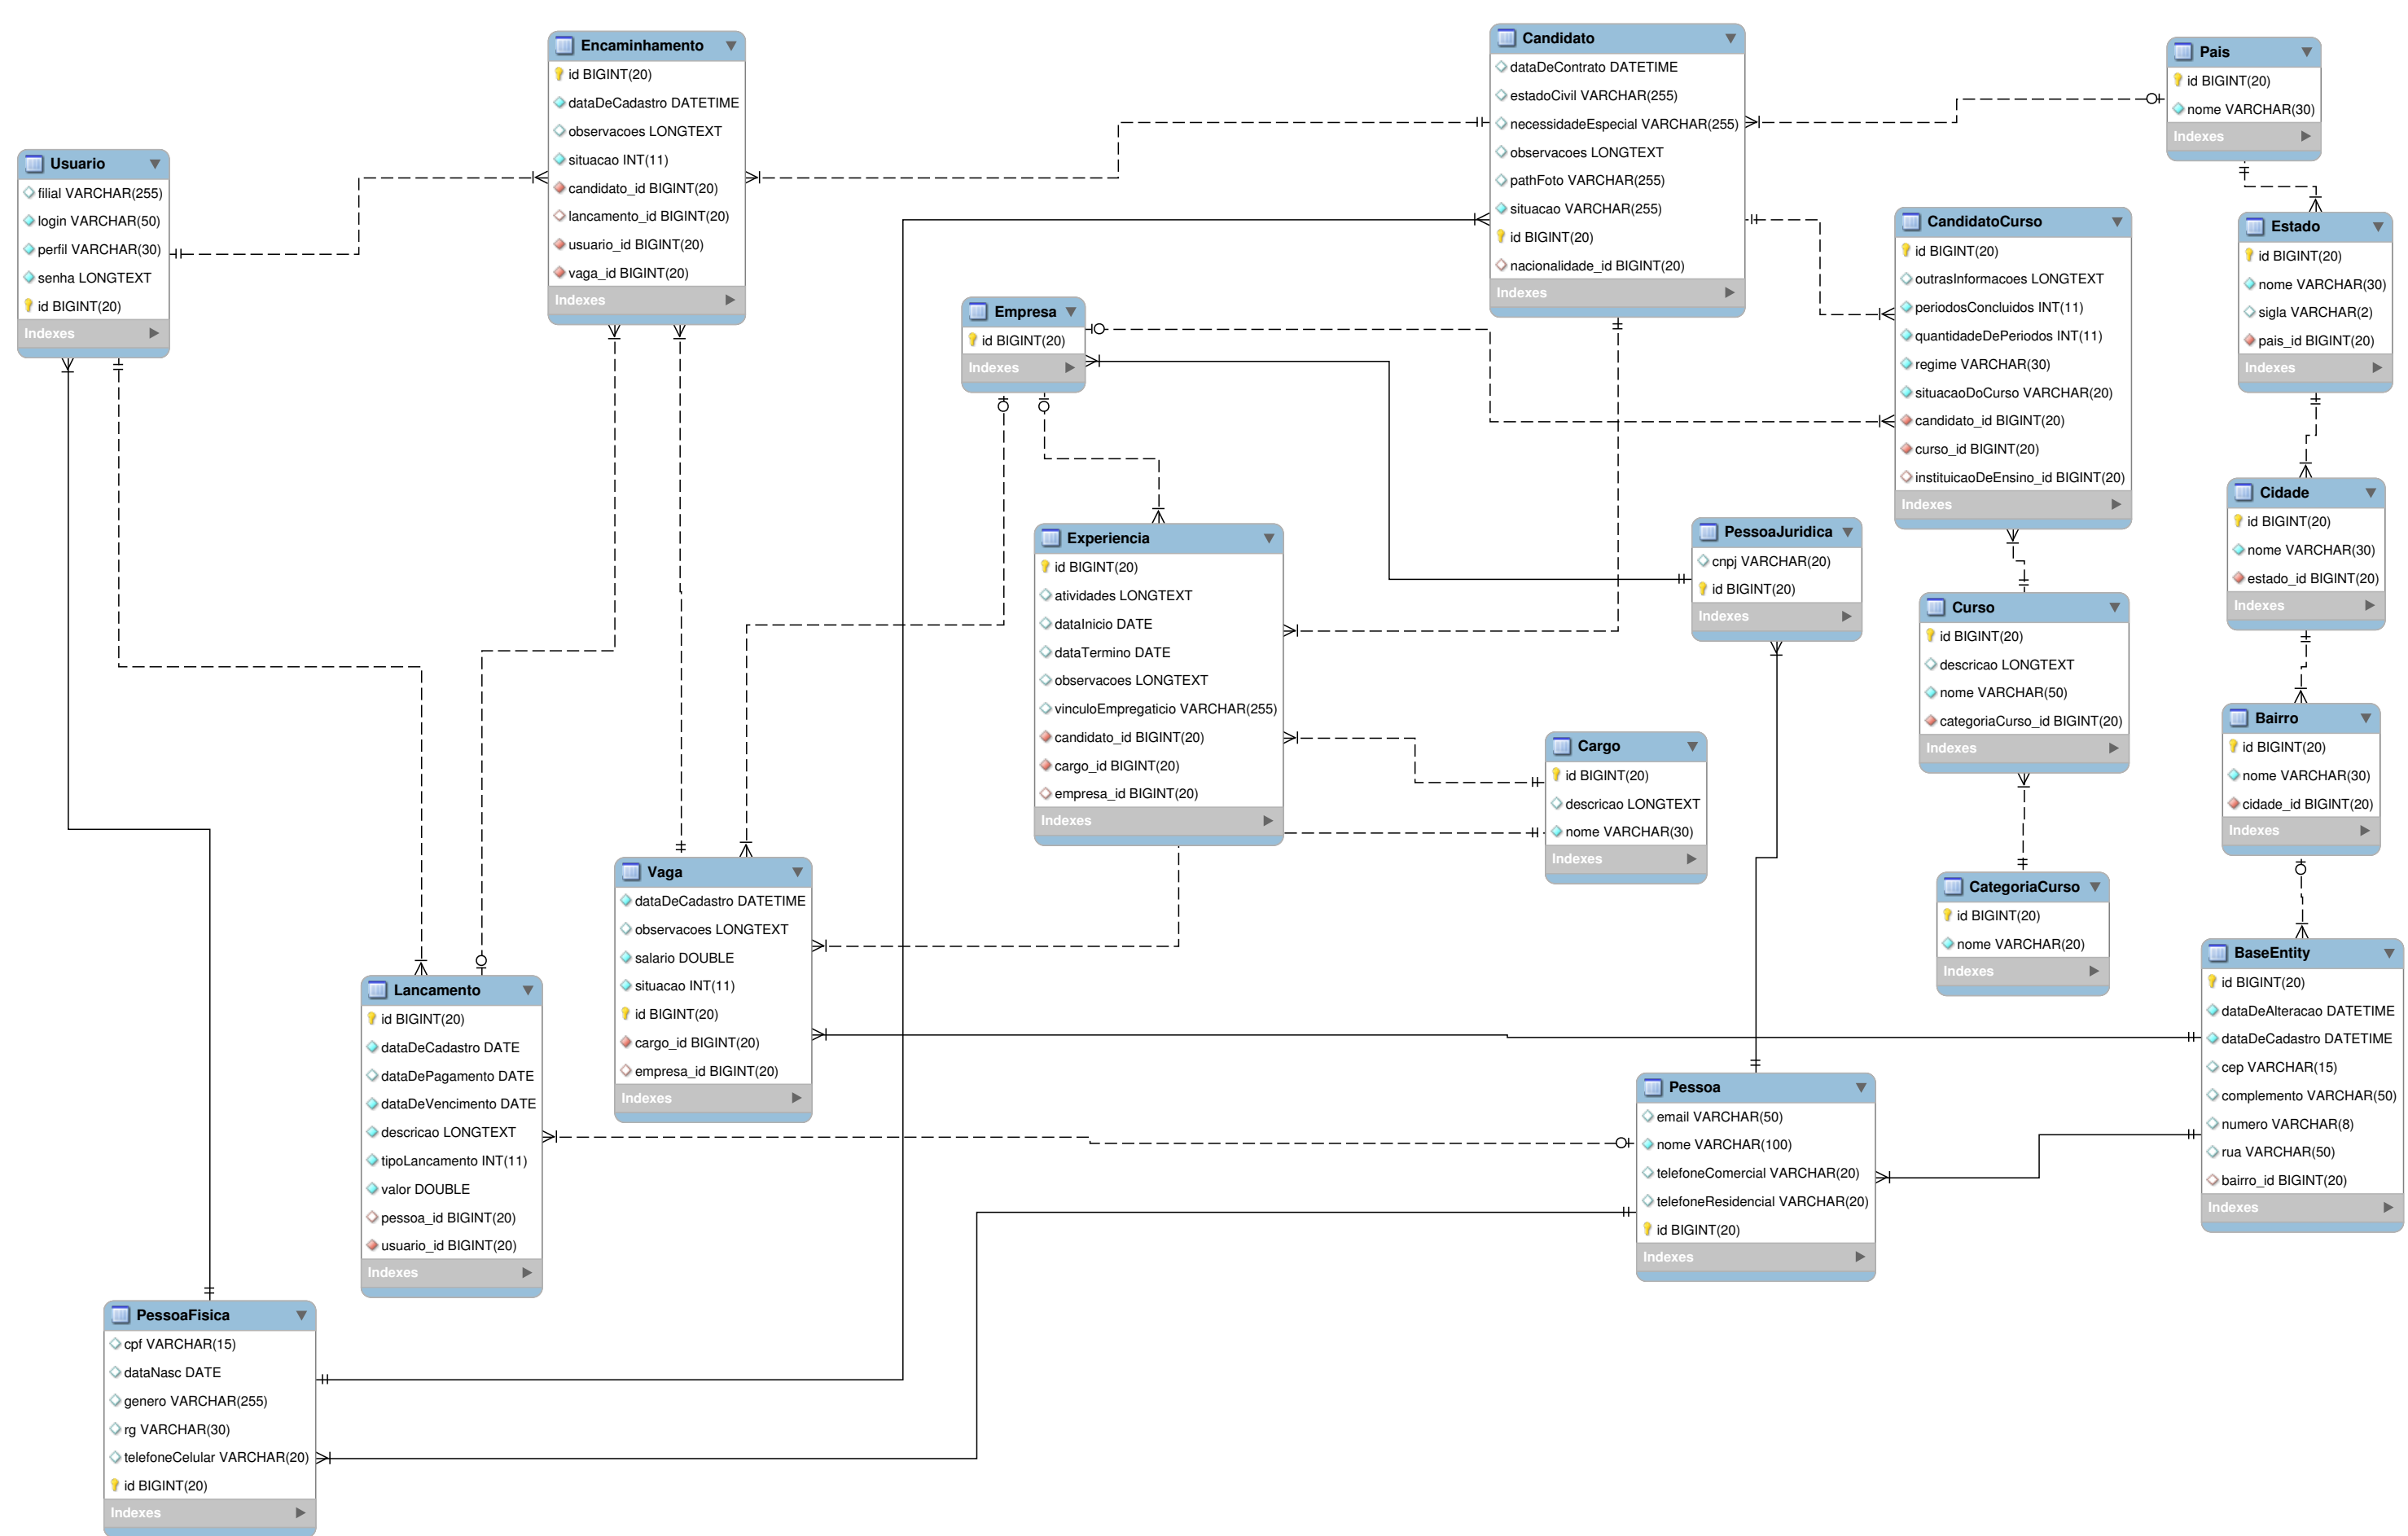 Encaminhamento
id BIGINT(20)
dataDeCadastro DATETIME
observacoes LONGTEXT
situacao INT(11)
candidato_id BIGINT(20)
lancamento_id BIGINT(20)
usuario_id BIGINT(20)
vaga_id BIGINT(20)
Indexes
Candidato
dataDeContrato DATETIME
estadoCivil VARCHAR(255)
necessidadeEspecial VARCHAR(255)
observacoes LONGTEXT
pathFoto VARCHAR(255)
situacao VARCHAR(255)
id BIGINT(20)
nacionalidade_id BIGINT(20)
Indexes
Pais
id BIGINT(20)
nome VARCHAR(30)
Indexes
Usuario
filial VARCHAR(255)
login VARCHAR(50)
perfil VARCHAR(30)
senha LONGTEXT
id BIGINT(20)
Indexes
CandidatoCurso
id BIGINT(20)
outrasInformacoes LONGTEXT
periodosConcluidos INT(11)
quantidadeDePeriodos INT(11)
regime VARCHAR(30)
situacaoDoCurso VARCHAR(20)
candidato_id BIGINT(20)
curso_id BIGINT(20)
instituicaoDeEnsino_id BIGINT(20)
Indexes
Estado
id BIGINT(20)
nome VARCHAR(30)
sigla VARCHAR(2)
pais_id BIGINT(20)
Indexes
Empresa
id BIGINT(20)
Indexes
Cidade
id BIGINT(20)
nome VARCHAR(30)
estado_id BIGINT(20)
Indexes
Experiencia
id BIGINT(20)
atividades LONGTEXT
dataInicio DATE
dataTermino DATE
observacoes LONGTEXT
vinculoEmpregaticio VARCHAR(255)
candidato_id BIGINT(20)
cargo_id BIGINT(20)
empresa_id BIGINT(20)
Indexes
PessoaJuridica
cnpj VARCHAR(20)
id BIGINT(20)
Indexes
Curso
id BIGINT(20)
descricao LONGTEXT
nome VARCHAR(50)
categoriaCurso_id BIGINT(20)
Indexes
Bairro
id BIGINT(20)
nome VARCHAR(30)
cidade_id BIGINT(20)
Indexes
Cargo
id BIGINT(20)
descricao LONGTEXT
nome VARCHAR(30)
Indexes
Vaga
dataDeCadastro DATETIME
observacoes LONGTEXT
salario DOUBLE
situacao INT(11)
id BIGINT(20)
cargo_id BIGINT(20)
empresa_id BIGINT(20)
Indexes
CategoriaCurso
id BIGINT(20)
nome VARCHAR(20)
Indexes
BaseEntity
id BIGINT(20)
dataDeAlteracao DATETIME
dataDeCadastro DATETIME
cep VARCHAR(15)
complemento VARCHAR(50)
numero VARCHAR(8)
rua VARCHAR(50)
bairro_id BIGINT(20)
Indexes
Lancamento
id BIGINT(20)
dataDeCadastro DATE
dataDePagamento DATE
dataDeVencimento DATE
descricao LONGTEXT
tipoLancamento INT(11)
valor DOUBLE
pessoa_id BIGINT(20)
usuario_id BIGINT(20)
Indexes
Pessoa
email VARCHAR(50)
nome VARCHAR(100)
telefoneComercial VARCHAR(20)
telefoneResidencial VARCHAR(20)
id BIGINT(20)
Indexes
PessoaFisica
cpf VARCHAR(15)
dataNasc DATE
genero VARCHAR(255)
rg VARCHAR(30)
telefoneCelular VARCHAR(20)
id BIGINT(20)
Indexes